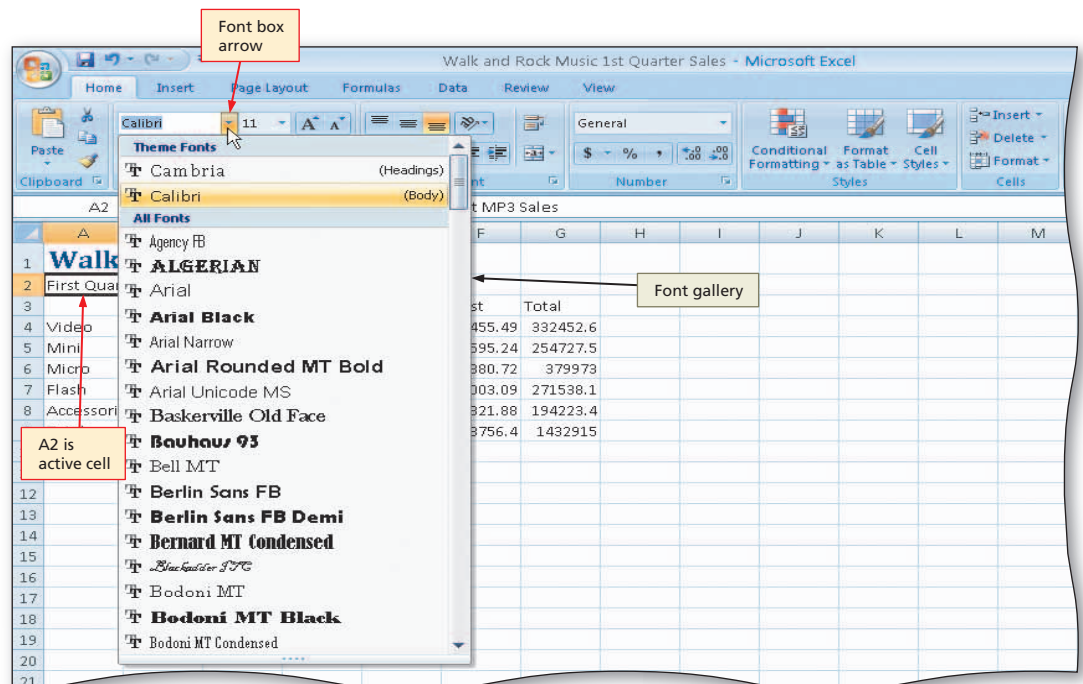 Font box
arrow
Walk and Rock Music 1st Quarter Sales - Microsoft Excel
Home Insert Page Layout Formulas Data Review View
Calibri 11 A A General Insert
Paste $ % , .0 .00 .00 .0 Conditional Format Cell Delete
Formatting as Table Styles Format
Clipboard Number Styles Cells
Theme Fonts
Cambria (Headings)
Calibri (Body)
All Fonts
Agency FB
ALGERIAN
Arial
Arial Black
Arial Narrow
Arial Rounded MT Bold
Arial Unicode MS
Baskerville Old Face
Bauhaus 93
Bell MT
Berlin Sans FB
Berlin Sans FB Demi
Bernard MT Condensed
Blackadder ITC
Bodoni MT
Bodoni MT Black
Bodoni MT Condensed
A2 t MP3 Sales
A F G H I J K L M
1 Walk
2 First Quar
Font gallery
3 st Total
4 Video 455.49 332452.6
5 Mini 595.24 254727.5
6 Micro 380.72 379973
7 Flash 003.09 271538.1
8 Accessori 321.88 194223.4
3756.4 1432915
A2 is
active cell
12
13
14
15
16
17
18
19
20
21